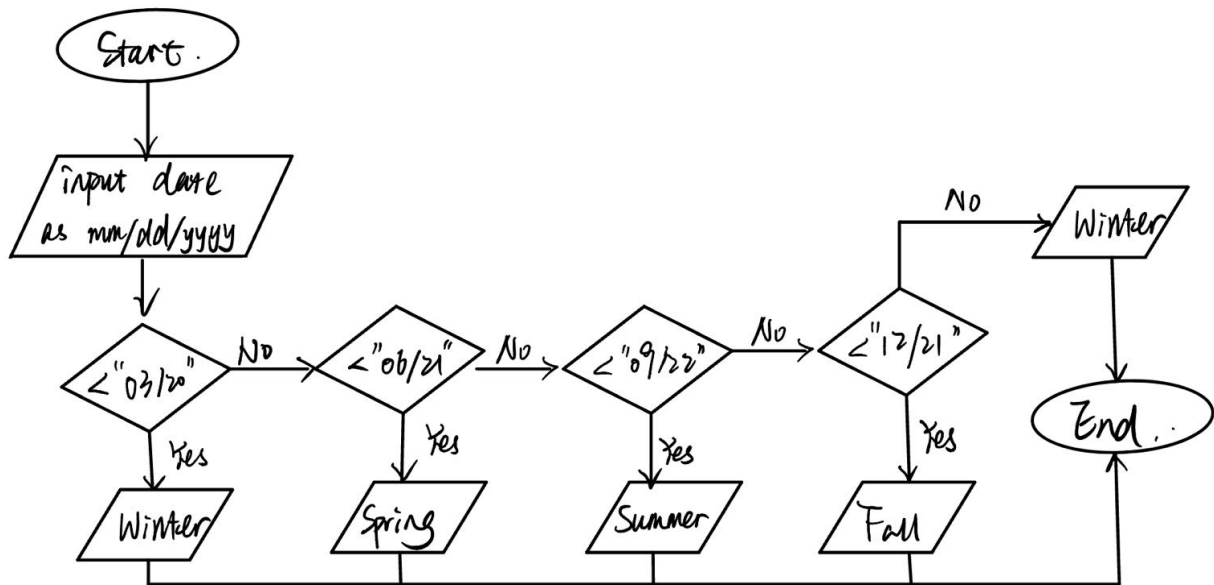 Start.
input date
as mm/dd/yyyy
No
Winter
<"03/20"
No
<"06/21"
No
<"09/22"
No
<"12/21"
End..
Yes
Yes
Yes
Yes
Winter
Spring
Summer
Fall